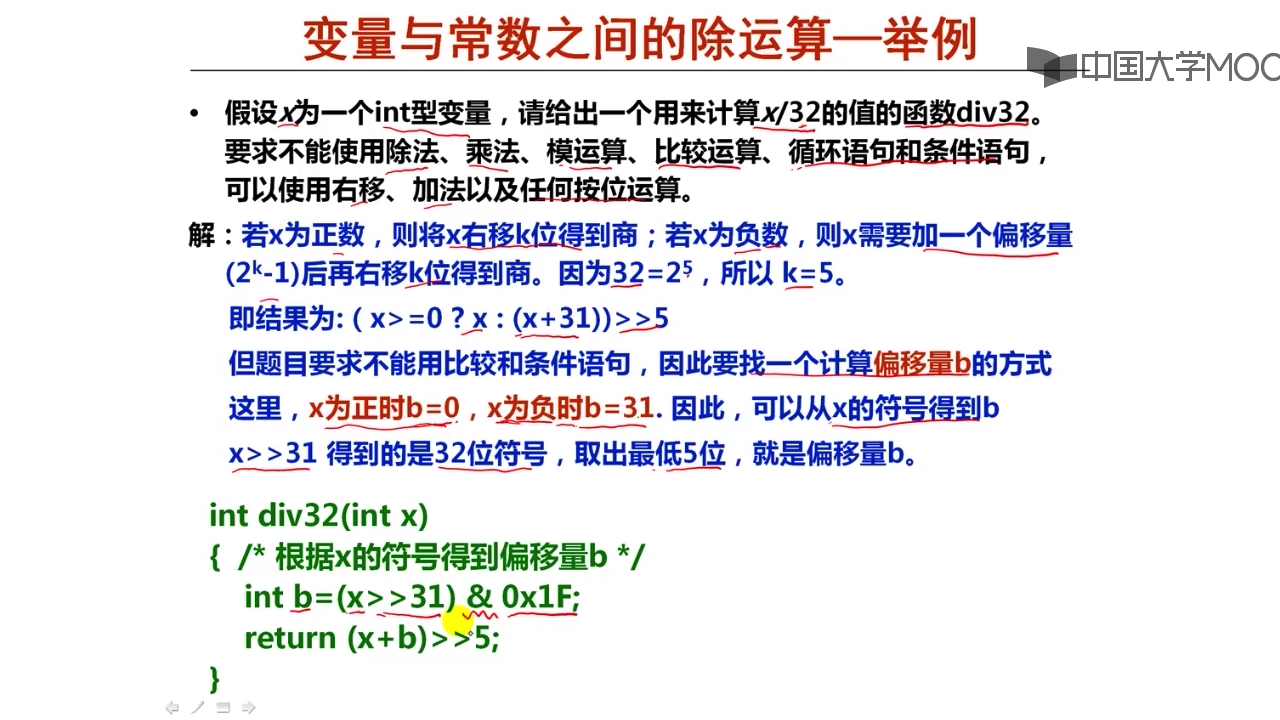 变量与常数之间的除运算—举例
中国大学MOO
• 假设x为一个int型变量，请给出一个用来计算x/32的值的函数div32。
要求不能使用除法、乘法、模运算、比较运算、循环语句和条件语句，
可以使用右移、加法以及任何按位运算。
解：若x为正数，则将x右移k位得到商；若x为负数，则x需要加一个偏移量
(2ᵏ-1)后再右移k位得到商。因为32=2⁵，所以 k=5。
即结果为: ( x>=0 ? x : (x+31))>>5
但题目要求不能用比较和条件语句，因此要找一个计算偏移量b的方式
这里，x为正时b=0，x为负时b=31. 因此，可以从x的符号得到b
x>>31 得到的是32位符号，取出最低5位，就是偏移量b。
int div32(int x)
{ /* 根据x的符号得到偏移量b */
int b=(x>>31) & 0x1F;
return (x+b)>>5;
}